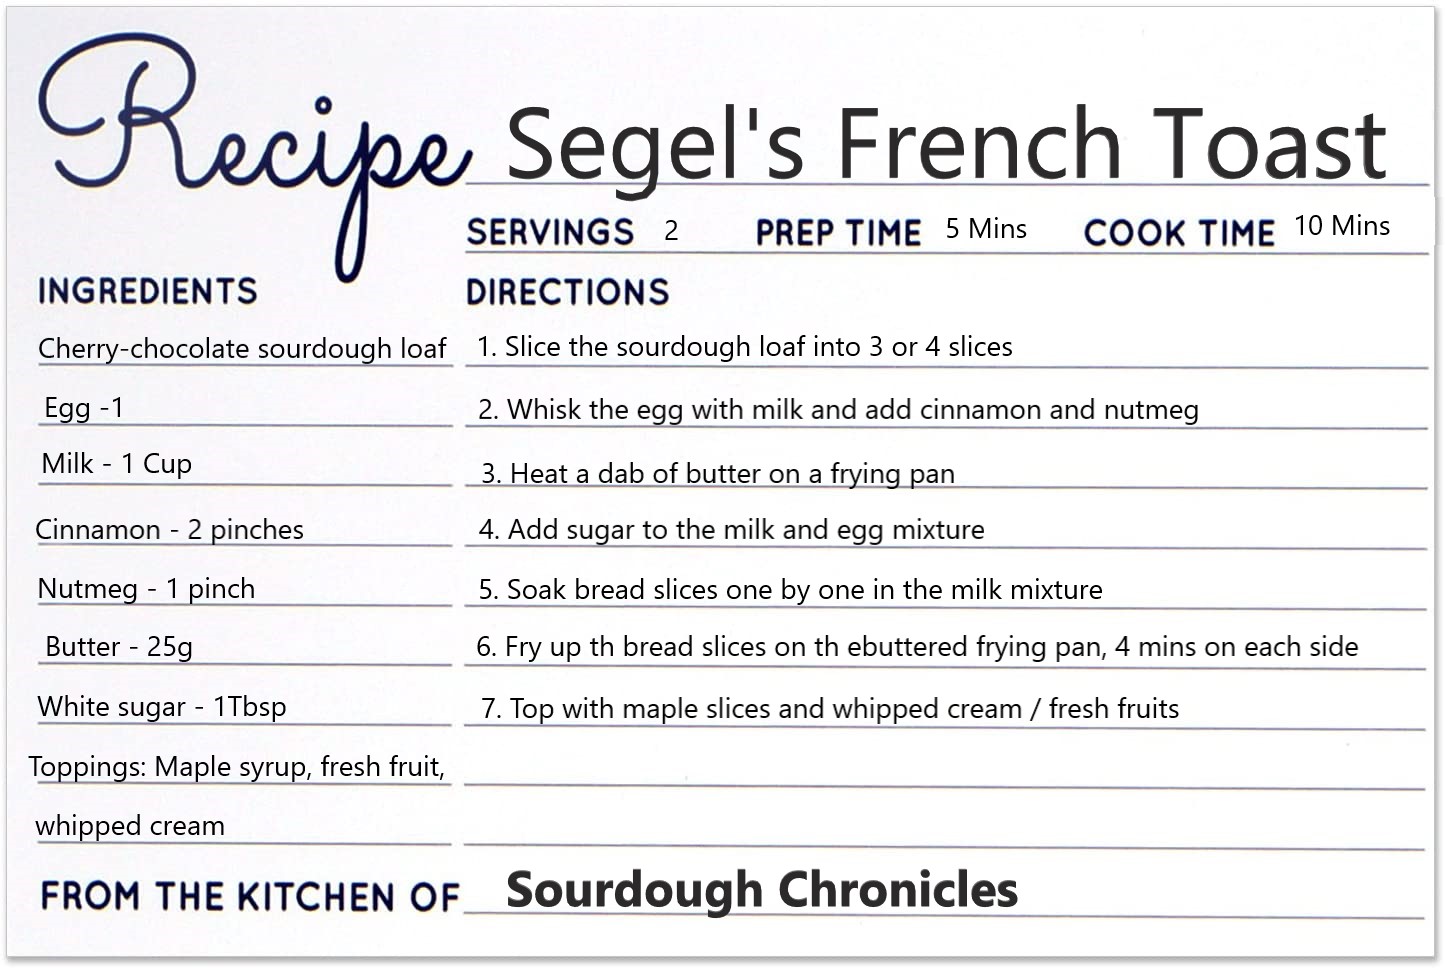 Recipe Segel's French Toast
SERVINGS 2 PREP TIME 5 Mins COOK TIME 10 Mins
INGREDIENTS
Cherry-chocolate sourdough loaf
Egg -1
Milk - 1 Cup
Cinnamon - 2 pinches
Nutmeg - 1 pinch
Butter - 25g
White sugar - 1Tbsp
Toppings: Maple syrup, fresh fruit,
whipped cream
DIRECTIONS
1. Slice the sourdough loaf into 3 or 4 slices
2. Whisk the egg with milk and add cinnamon and nutmeg
3. Heat a dab of butter on a frying pan
4. Add sugar to the milk and egg mixture
5. Soak bread slices one by one in the milk mixture
6. Fry up th bread slices on th ebuttered frying pan, 4 mins on each side
7. Top with maple slices and whipped cream / fresh fruits
FROM THE KITCHEN OF Sourdough Chronicles